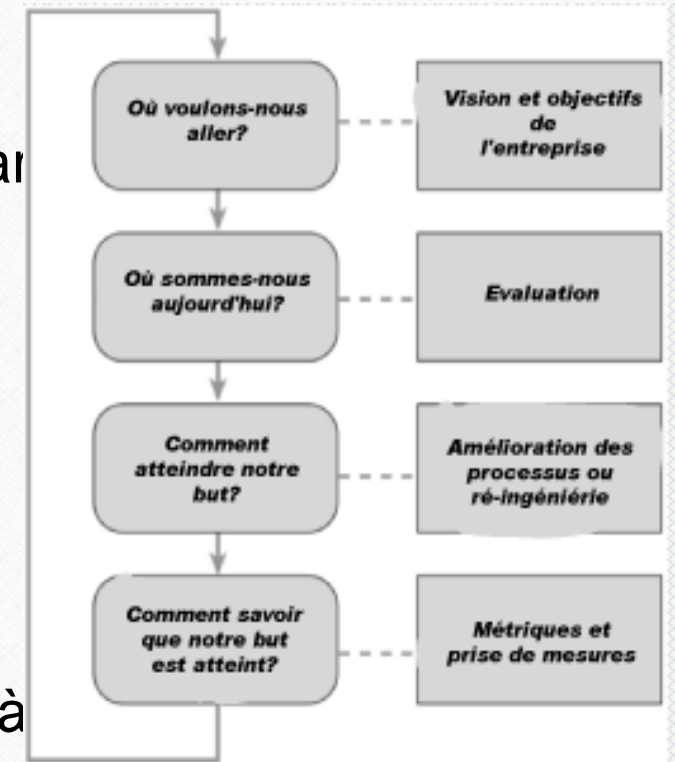 Où voulons-nous
aller?
Vision et objectifs
de
l'entreprise
Où sommes-nous
aujourd'hui?
Evaluation
Comment
atteindre notre
but?
Amélioration des
processus ou
ré-ingéniérie
Comment savoir
que notre but
est atteint?
Métriques et
prise de mesures
à